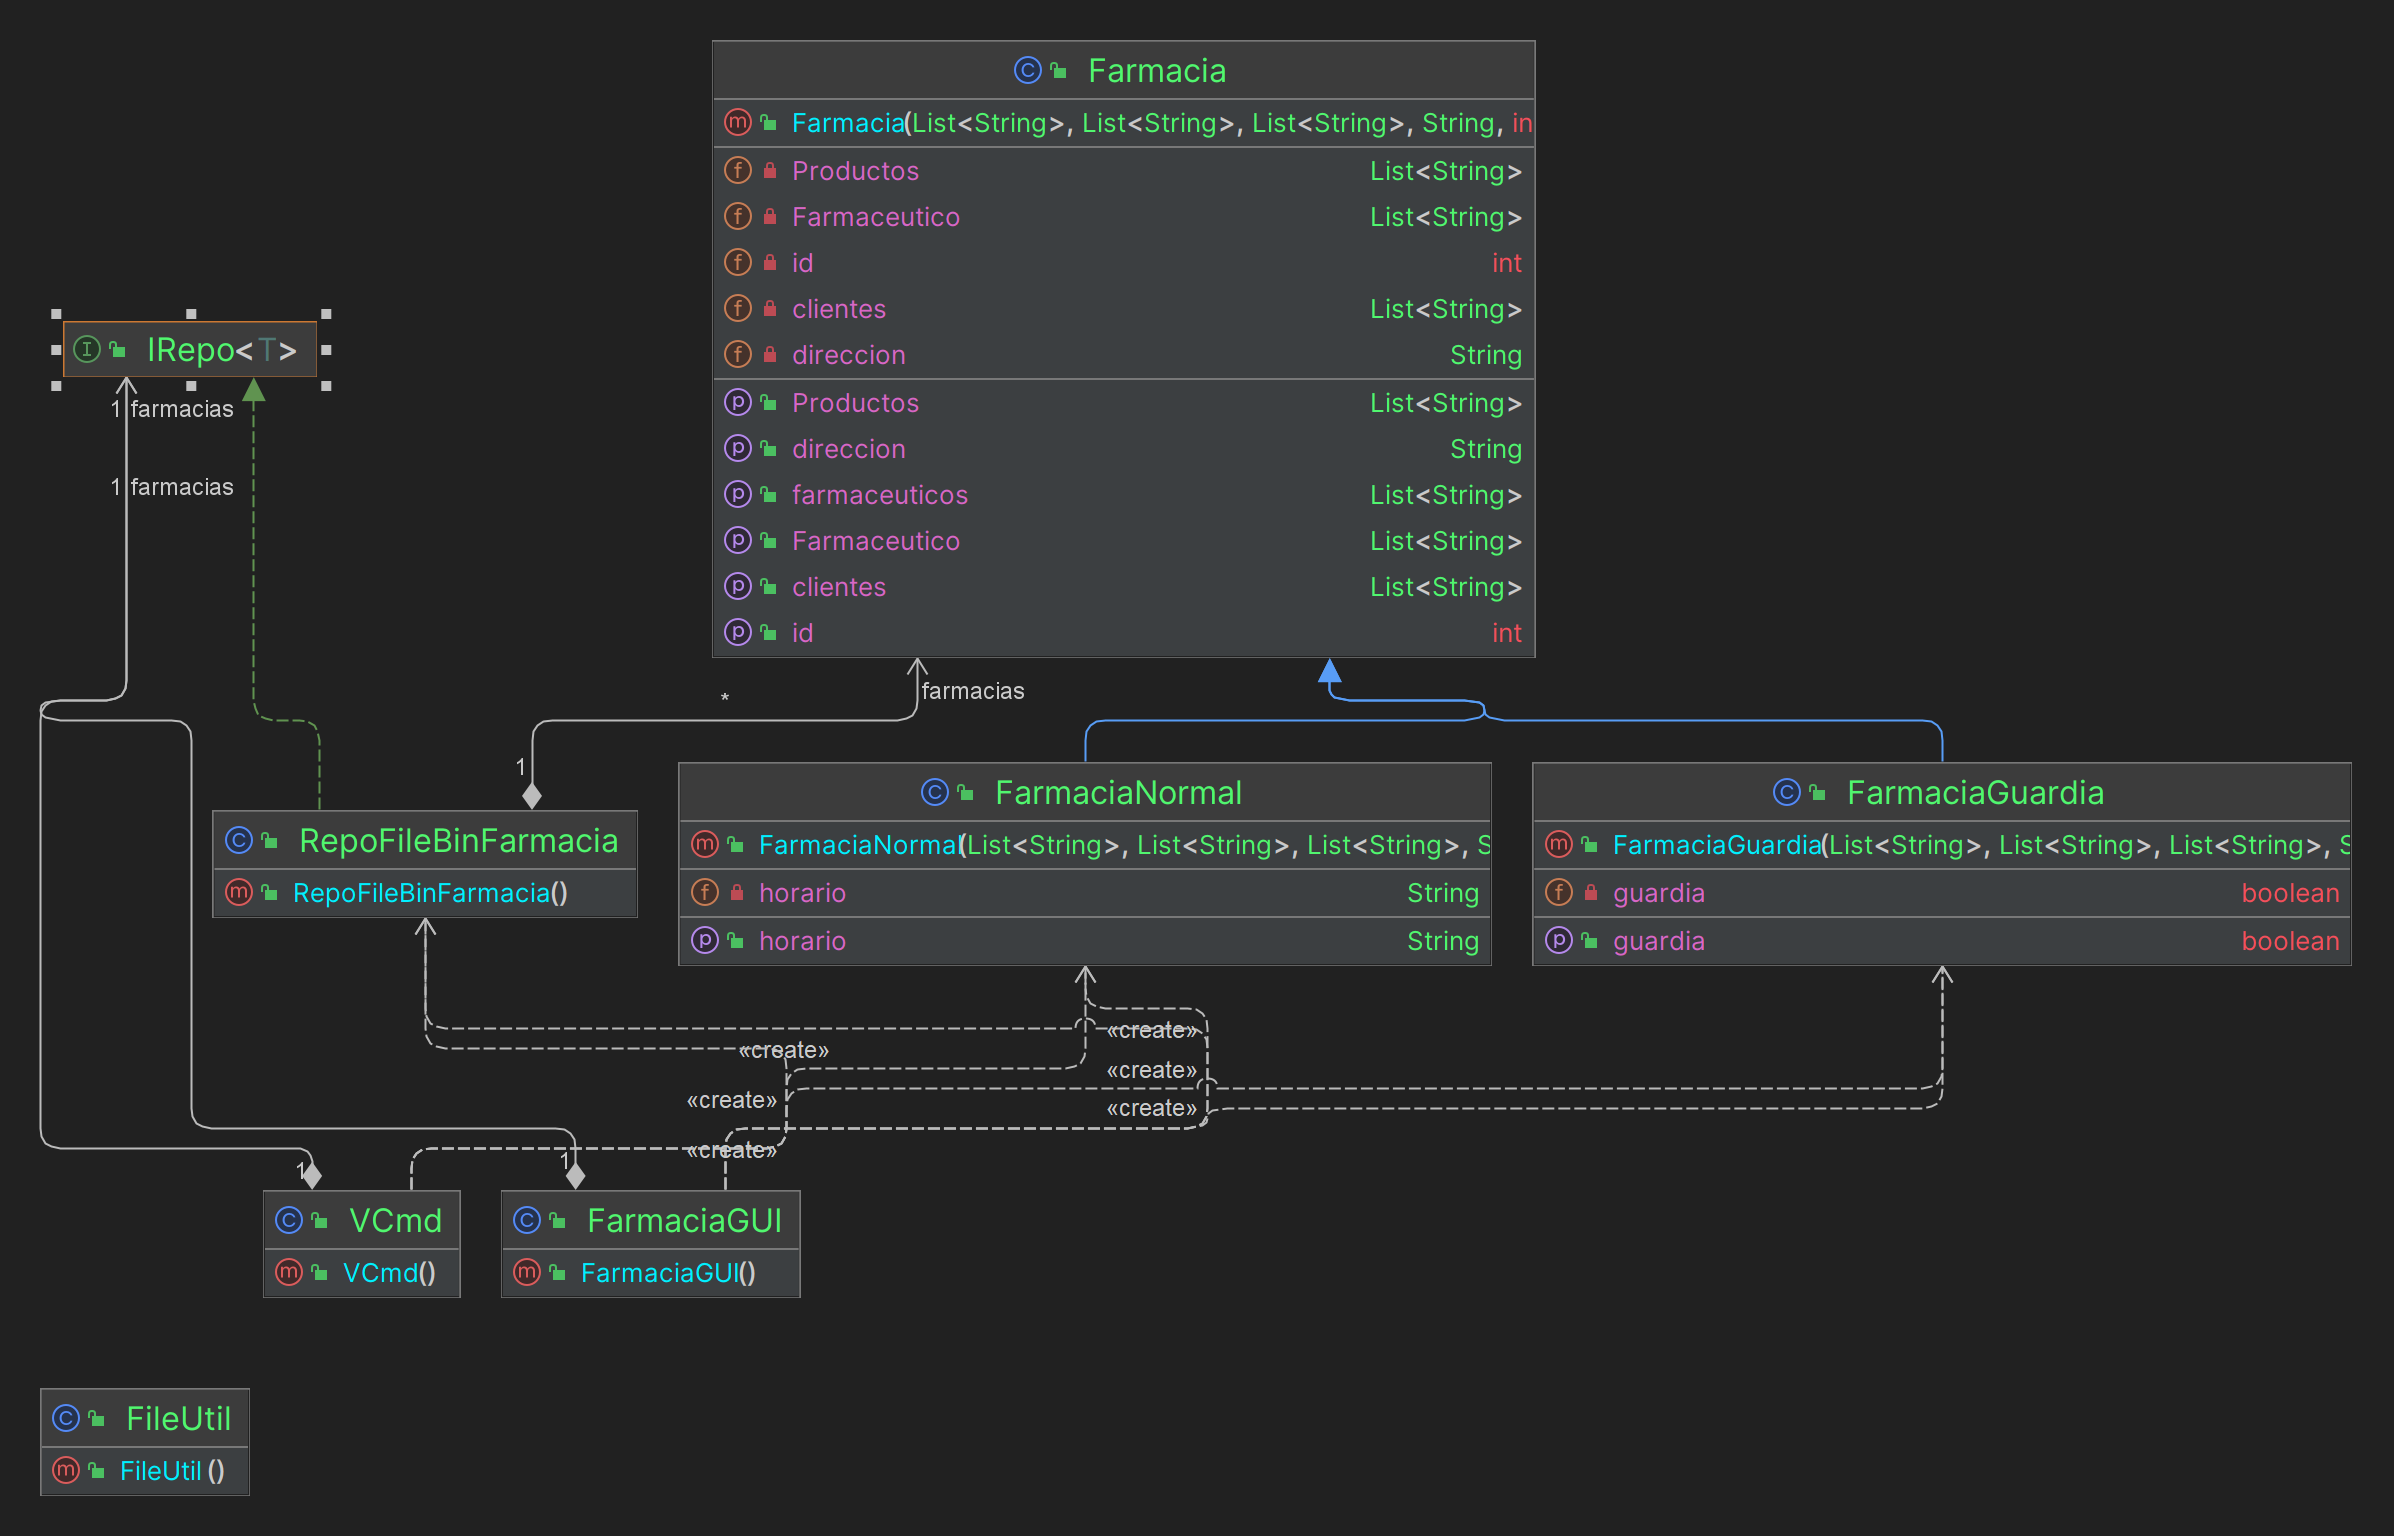 Farmacia
Farmacia(List<String>, List<String>, List<String>, String, in
Productos List<String>
Farmaceutico List<String>
id int
clientes List<String>
direccion String
Productos List<String>
direccion String
farmaceuticos List<String>
Farmaceutico List<String>
clientes List<String>
id int
IRepo<T>
1 farmacias
1 farmacias
* farmacias
1
RepoFileBinFarmacia
RepoFileBinFarmacia()
FarmaciaNormal
FarmaciaNormal(List<String>, List<String>, List<String>, S
horario String
horario String
FarmaciaGuardia
FarmaciaGuardia(List<String>, List<String>, List<String>, S
guardia boolean
guardia boolean
«create»
«create»
«create»
«create»
«create»
«create»
1
1
VCmd
VCmd()
FarmaciaGUI
FarmaciaGUI()
FileUtil
FileUtil ()